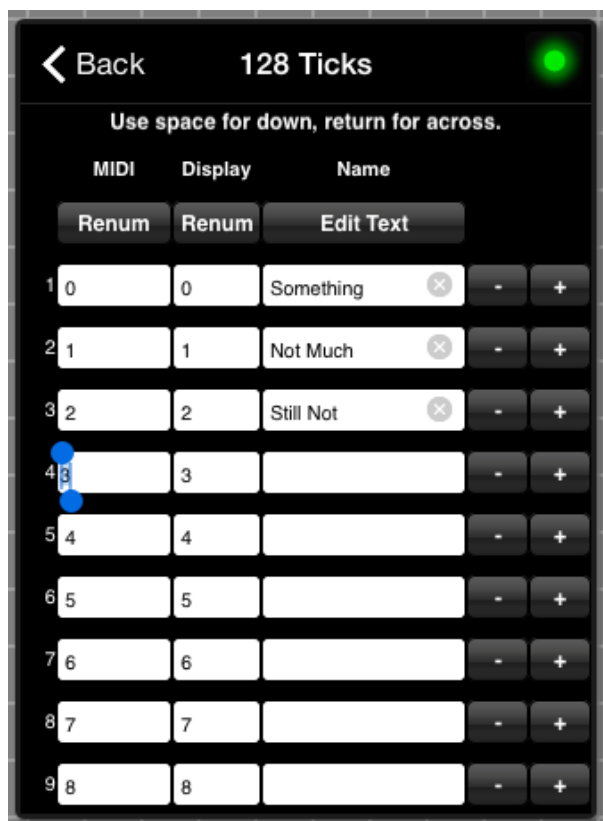 Back 128 Ticks
Use space for down, return for across.
MIDI Display Name
Renum Renum Edit Text
1 0 0 Something - +
2 1 1 Not Much - +
3 2 2 Still Not - +
4 3 3 - +
5 4 4 - +
6 5 5 - +
7 6 6 - +
8 7 7 - +
9 8 8 - +